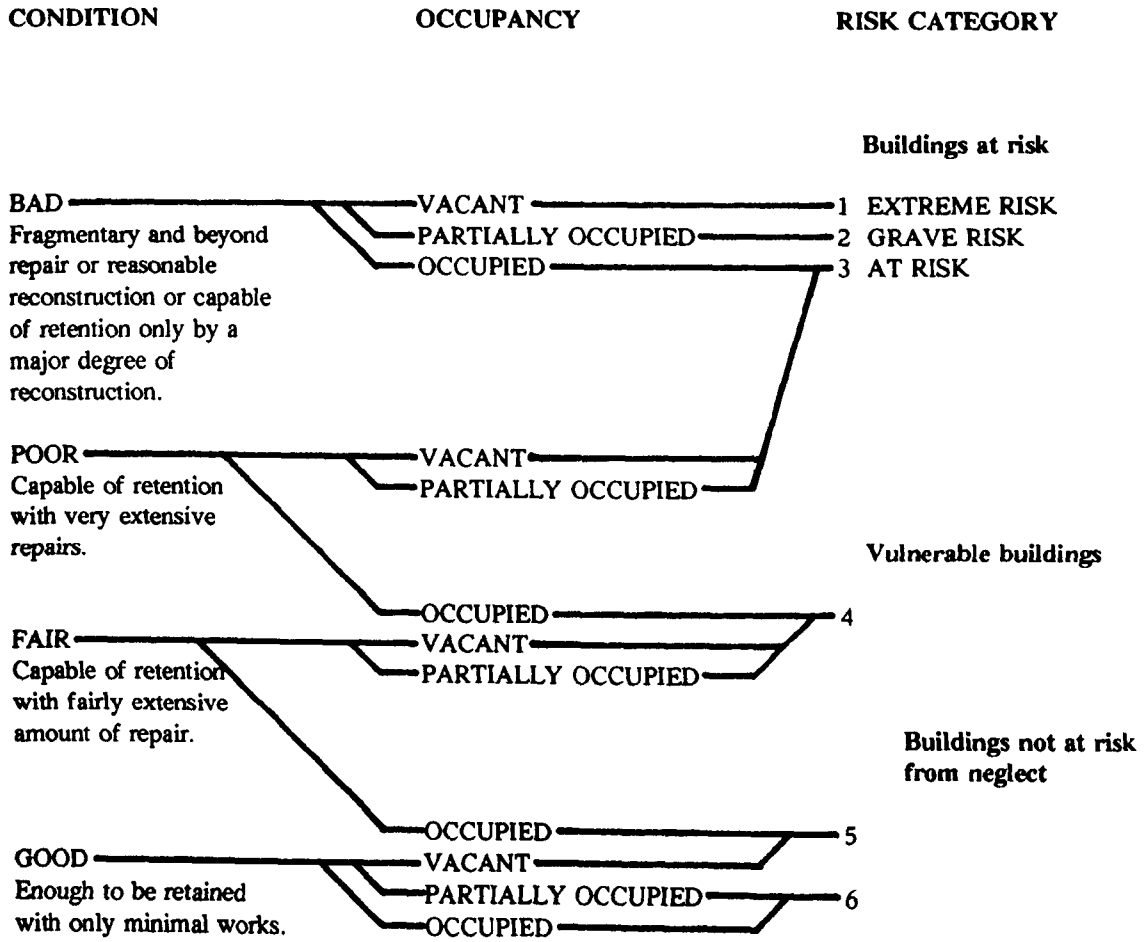 CONDITION OCCUPANCY RISK CATEGORY
Buildings at risk
BAD VACANT 1 EXTREME RISK
Fragmentary and beyond PARTIALLY OCCUPIED 2 GRAVE RISK
repair or reasonable OCCUPIED 3 AT RISK
reconstruction or capable
of retention only by a
major degree of
reconstruction.
POOR VACANT
Capable of retention PARTIALLY OCCUPIED
with very extensive
repairs.
Vulnerable buildings
OCCUPIED 4
FAIR VACANT
Capable of retention PARTIALLY OCCUPIED
with fairly extensive
amount of repair.
Buildings not at risk
from neglect
OCCUPIED 5
GOOD VACANT
Enough to be retained PARTIALLY OCCUPIED 6
with only minimal works. OCCUPIED